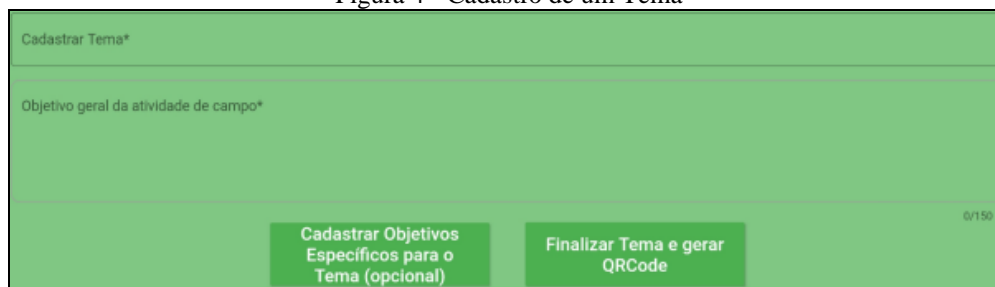 Figura 4 - Cadastro de um Tema
Cadastrar Tema*
Objetivo geral da atividade de campo*
0/150
Cadastrar Objetivos
Específicos para o
Tema (opcional)
Finalizar Tema e gerar
QRCode